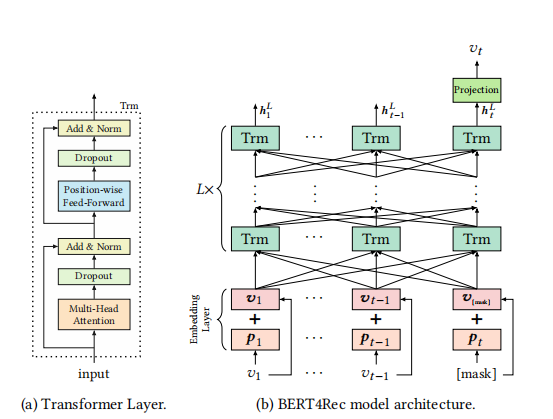 Trm
Add & Norm
Dropout
Position-wise
Feed-Forward
Add & Norm
Dropout
Multi-Head
Attention
input
(a) Transformer Layer.
v_t
Projection
h_1^L
h_{t-1}^L
h_t^L
Trm ... Trm Trm
L×
Trm ... Trm Trm
Embedding
Layer
v_1 ... v_{t-1} v_{[mask]}
+ + +
p_1 ... p_{t-1} p_t
v_1 ... v_{t-1} [mask]
(b) BERT4Rec model architecture.